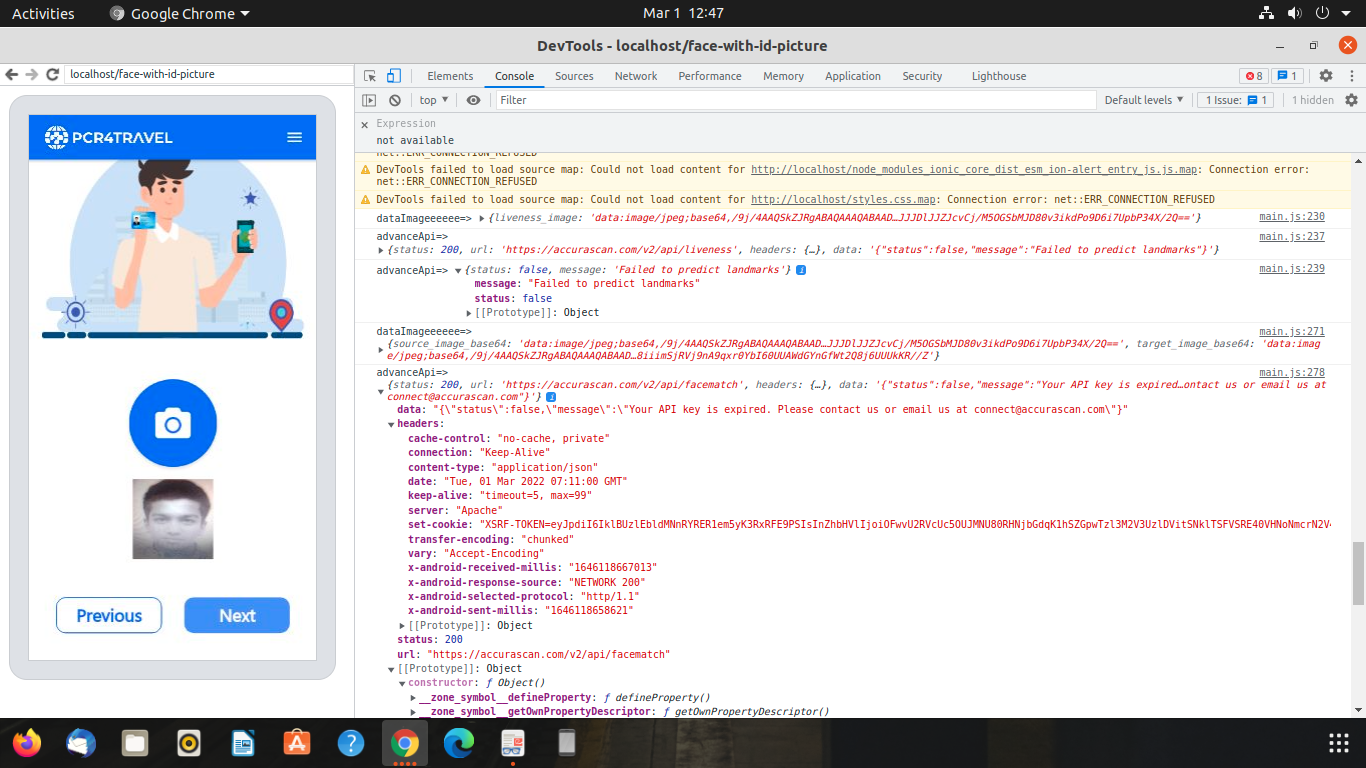 Activities
Google Chrome
Mar 1 12:47
DevTools - localhost/face-with-id-picture
localhost/face-with-id-picture
Elements
Console
Sources
Network
Performance
Memory
Application
Security
Lighthouse
8
1
top
Filter
Default levels
1 Issue:
1
1 hidden
Expression
not available
PCR4TRAVEL
Previous
Next
net::ERR_CONNECTION_REFUSED
DevTools failed to load source map: Could not load content for http://localhost/node_modules_ionic_core_dist_esm_ion-alert_entry_js.js.map: Connection error:
net::ERR_CONNECTION_REFUSED
DevTools failed to load source map: Could not load content for http://localhost/styles.css.map: Connection error: net::ERR_CONNECTION_REFUSED
dataImageeeeee=> {liveness_image: 'data:image/jpeg;base64,/9j/4AAQSkZJRgABAQAAAQABAAD…JJJDlJJZJcvCj/M5OGSbMJD80v3ikdPo9D6i7UpbP34X/2Q=='} main.js:230
advanceApi=> main.js:237
{status: 200, url: 'https://accurascan.com/v2/api/liveness', headers: {…}, data: '{"status":false,"message":"Failed to predict landmarks"}'}
advanceApi=> {status: false, message: 'Failed to predict landmarks'} main.js:239
message: "Failed to predict landmarks"
status: false
[[Prototype]]: Object
dataImageeeeee=> main.js:271
{source_image_base64: 'data:image/jpeg;base64,/9j/4AAQSkZJRgABAQAAAQABAAD…JJJDlJJZJcvCj/M5OGSbMJD80v3ikdPo9D6i7UpbP34X/2Q==', target_image_base64: 'data:imag
e/jpeg;base64,/9j/4AAQSkZJRgABAQAAAQABAAD…8iiimSjRVj9nA9qxr0YbI60UUAWdGYnGfWt2Q8j6UUUkKR//Z'}
advanceApi=> main.js:278
{status: 200, url: 'https://accurascan.com/v2/api/facematch', headers: {…}, data: '{"status":false,"message":"Your API key is expired…ontact us or email us at
connect@accurascan.com"}'}
data: "{\"status\":false,\"message\":\"Your API key is expired. Please contact us or email us at connect@accurascan.com\"}"
headers:
cache-control: "no-cache, private"
connection: "Keep-Alive"
content-type: "application/json"
date: "Tue, 01 Mar 2022 07:11:00 GMT"
keep-alive: "timeout=5, max=99"
server: "Apache"
set-cookie: "XSRF-TOKEN=eyJpdiI6IklBUzlEbldMNnRYRER1em5yK3RxRFE9PSIsInZhbHVlIjoiOFwvU2RVcUc5OUJMNU80RHNjbGdqK1hSZGpwTzl3M2V3UzlDVitSNklTSFVSRE40VHNoNmcrN2V
transfer-encoding: "chunked"
vary: "Accept-Encoding"
x-android-received-millis: "1646118667013"
x-android-response-source: "NETWORK 200"
x-android-selected-protocol: "http/1.1"
x-android-sent-millis: "1646118658621"
[[Prototype]]: Object
status: 200
url: "https://accurascan.com/v2/api/facematch"
[[Prototype]]: Object
constructor: ƒ Object()
__zone_symbol__defineProperty: ƒ defineProperty()
__zone_symbol__getOwnPropertyDescriptor: ƒ getOwnPropertyDescriptor()